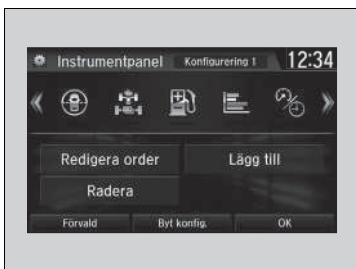 Instrumentpanel Konfigurering 1 12:34
Redigera order Lägg till
Radera
Förvald Byt konfig. OK